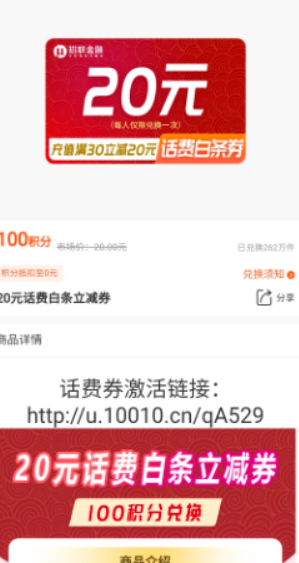 招联金融
20元
(每人仅限兑换一次)
充值满30立减20元 话费白条券
100积分 市场价：20.00元 已兑换262万件
积分抵扣至0元 兑换须知
20元话费白条立减券 分享
商品详情
话费券激活链接：
http://u.10010.cn/qA529
20元话费白条立减券
100积分兑换
商品介绍